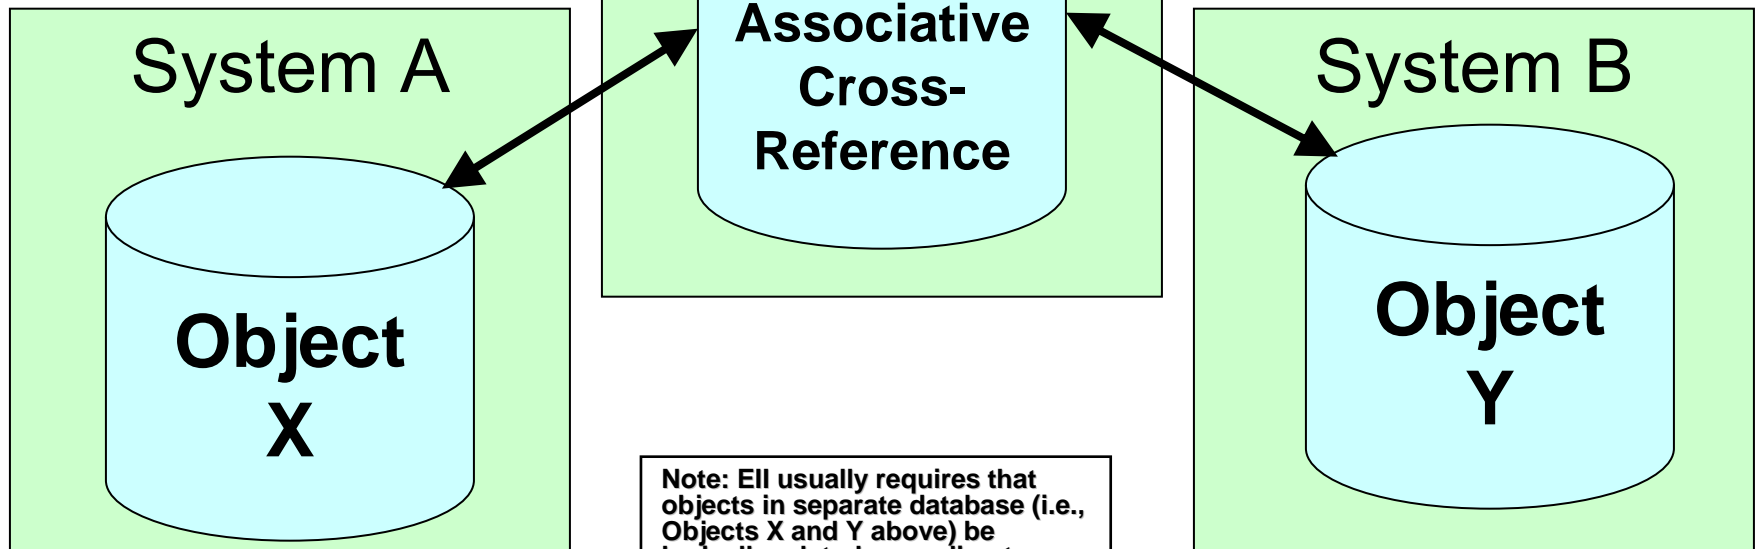 System A
Object
X
Associative
Cross-
Reference
System B
Object
Y
Note: EII usually requires that
objects in separate database (i.e.,
Objects X and Y above) be